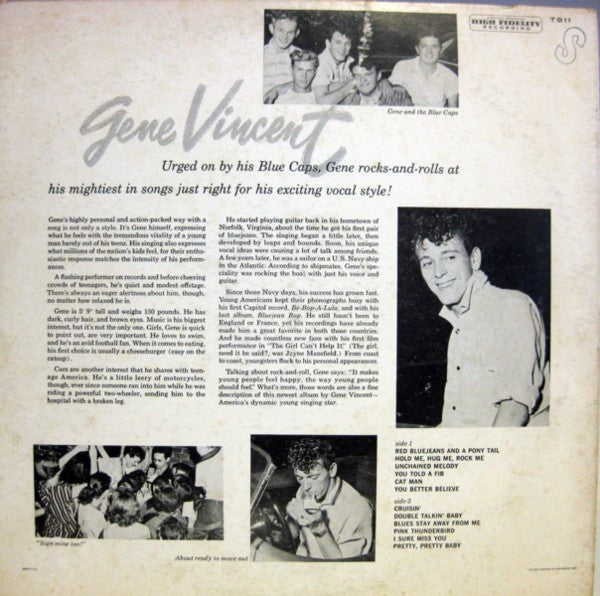 HIGH FIDELITY
RECORDING
T 811
S
Gene and the Blue Caps
Gene Vincent
Urged on by his Blue Caps, Gene rocks-and-rolls at
his mightiest in songs just right for his exciting vocal style!
Gene's highly personal and action-packed way with a
song is not only a style. It's Gene himself, expressing
what he feels with the tremendous vitality of a young
man barely out of his teens. His singing also expresses
what millions of the nation's kids feel, for their enthu-
siastic response matches the intensity of his perform-
ances.
A flashing performer on records and before cheering
crowds of teenagers, he's quiet and modest offstage.
There's always an eager alertness about him, though,
no matter how relaxed he is.
Gene is 5' 9" tall and weighs 150 pounds. He has
dark, curly hair, and brown eyes. Music is his biggest
interest, but it's not the only one. Girls, Gene is quick
to point out, are very important. He loves to swim,
and he's an avid football fan. When it comes to eating,
his first choice is usually a cheeseburger (easy on the
catsup).
Cars are another interest that he shares with teen-
age America. He's a little leery of motorcycles,
though, ever since someone ran into him while he was
riding a powerful two-wheeler, sending him to the
hospital with a broken leg.
He started playing guitar back in his hometown of
Norfolk, Virginia, about the time he got his first pair
of bluejeans. The singing began a little later, then
developed by leaps and bounds. Soon, his unique
vocal ideas were causing a lot of talk among friends.
A few years later, he was a sailor on a U.S. Navy ship
in the Atlantic. According to shipmates, Gene's spe-
ciality was rocking the boat with just his voice and
guitar.
Since those Navy days, his success has grown fast.
Young Americans kept their phonographs busy with
his first Capitol record, Be-Bop-A-Lula, and with his
last album, Bluejean Bop. He still hasn't been to
England or France, yet his recordings have already
made him a great favorite in both those countries.
And he made countless new fans with his first film
performance in "The Girl Can't Help It." (The girl,
need it be said?, was Jayne Mansfield.) From coast
to coast, youngsters flock to his personal appearances.
Talking about rock-and-roll, Gene says: "It makes
young people feel happy, the way young people
should feel." What's more, those words are also a fine
description of this newest album by Gene Vincent—
America's dynamic young singing star.
side 1
RED BLUEJEANS AND A PONY TAIL
HOLD ME, HUG ME, ROCK ME
UNCHAINED MELODY
YOU TOLD A FIB
CAT MAN
YOU BETTER BELIEVE
side 2
CRUISIN'
DOUBLE TALKIN' BABY
BLUES STAY AWAY FROM ME
PINK THUNDERBIRD
I SURE MISS YOU
PRETTY, PRETTY BABY
"Sign mine too!"
About ready to move out